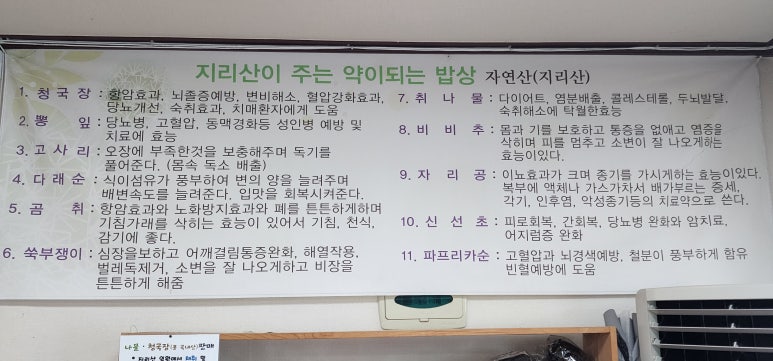 지리산이 주는 약이되는 밥상 자연산(지리산)
1. 청국장 : 항암효과, 뇌졸증예방, 변비해소, 혈압강화효과,
당뇨개선, 숙취효과, 치매환자에게 도움
2. 뽕 잎 : 당뇨병, 고혈압, 동맥경화등 성인병 예방 및
치료에 효능
3. 고사리 : 오장에 부족한것을 보충해주며 독기를
풀어준다. (몸속 독소 배출)
4. 다래순 : 식이섬유가 풍부하여 변의 양을 늘려주며
배변속도를 늘려준다. 입맛을 회복시켜준다.
5. 곰 취 : 항암효과와 노화방지효과와 폐를 튼튼하게하며
기침가래를 삭히는 효능이 있어서 기침, 천식,
감기에 좋다.
6. 쑥부쟁이 : 심장을보하고 어깨결림통증완화, 해열작용,
벌레독제거, 소변을 잘 나오게하고 비장을
튼튼하게 해줌
7. 취 나 물 : 다이어트, 염분배출, 콜레스테롤, 두뇌발달,
숙취해소에 탁월한효능
8. 비 비 추 : 몸과 기를 보호하고 통증을 없애고 염증을
삭히며 피를 멈추고 소변이 잘 나오게하는
효능이있다.
9. 자 리 공 : 이뇨효과가 크며 종기를 가시게하는 효능이있다.
복부에 액체나 가스가차서 배가부르는 증세,
각기, 인후염, 악성종기등의 치료약으로 쓴다.
10. 신 선 초 : 피로회복, 간회복, 당뇨병 완화와 암치료,
어지럼증 완화
11. 파프리카순 : 고혈압과 뇌경색예방, 철분이 풍부하게 함유
빈혈예방에 도움
나물·청국장(콩 국내산)판매